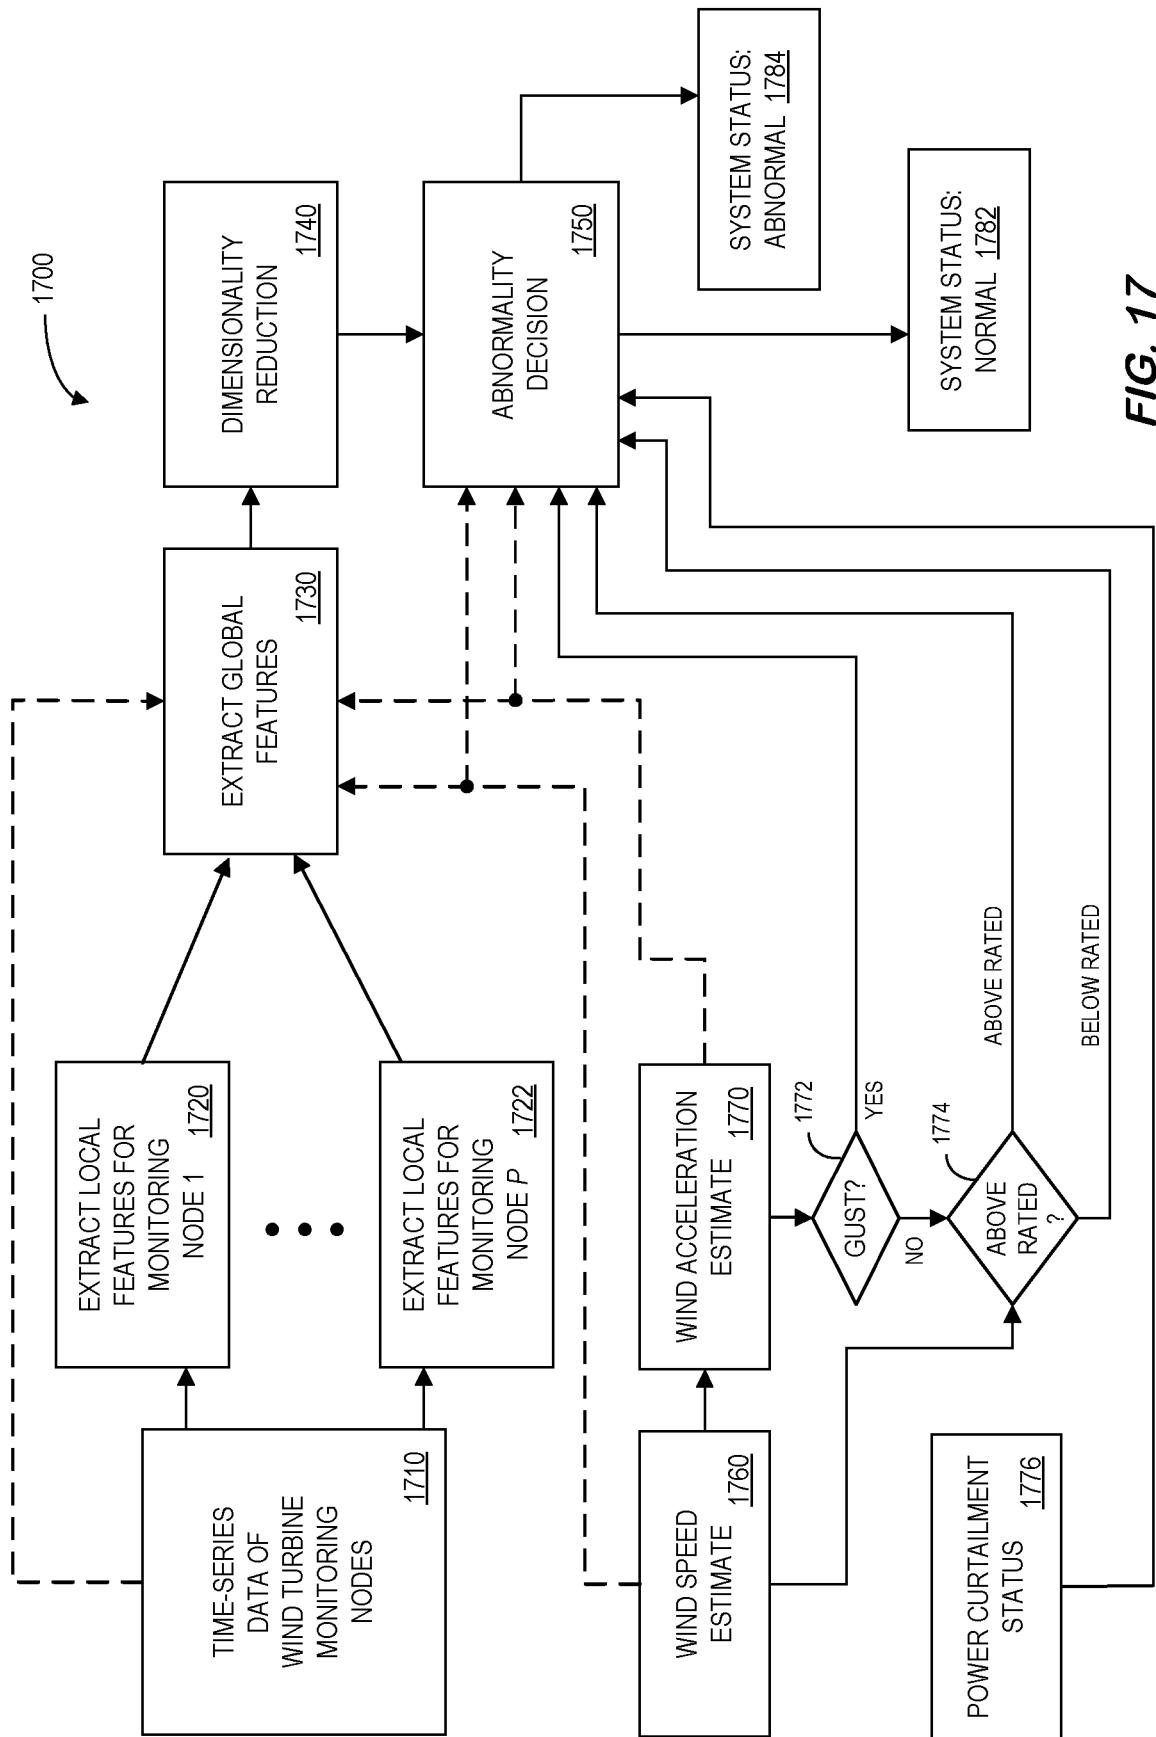 1700
TIME-SERIES
DATA OF
WIND TURBINE
MONITORING
NODES
1710
EXTRACT LOCAL
FEATURES FOR
MONITORING
NODE 1
1720
EXTRACT LOCAL
FEATURES FOR
MONITORING
NODE P
1722
EXTRACT GLOBAL
FEATURES
1730
DIMENSIONALITY
REDUCTION
1740
ABNORMALITY
DECISION
1750
WIND SPEED
ESTIMATE
1760
WIND ACCELERATION
ESTIMATE
1770
1772
GUST?
YES
NO
1774
ABOVE
RATED
?
ABOVE RATED
BELOW RATED
POWER CURTAILMENT
STATUS
1776
SYSTEM STATUS:
ABNORMAL 1784
SYSTEM STATUS:
NORMAL 1782
FIG. 17